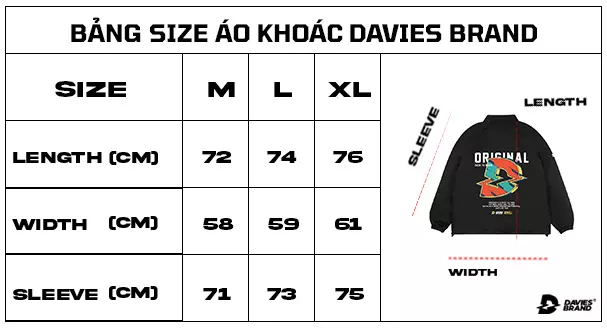 BẢNG SIZE ÁO KHOÁC DAVIES BRAND
SIZE M L XL
LENGTH (CM) 72 74 76
WIDTH (CM) 58 59 61
SLEEVE (CM) 71 73 75
LENGTH
SLEEVE
ORIGINAL
WIDTH
DAVIES®
BRAND